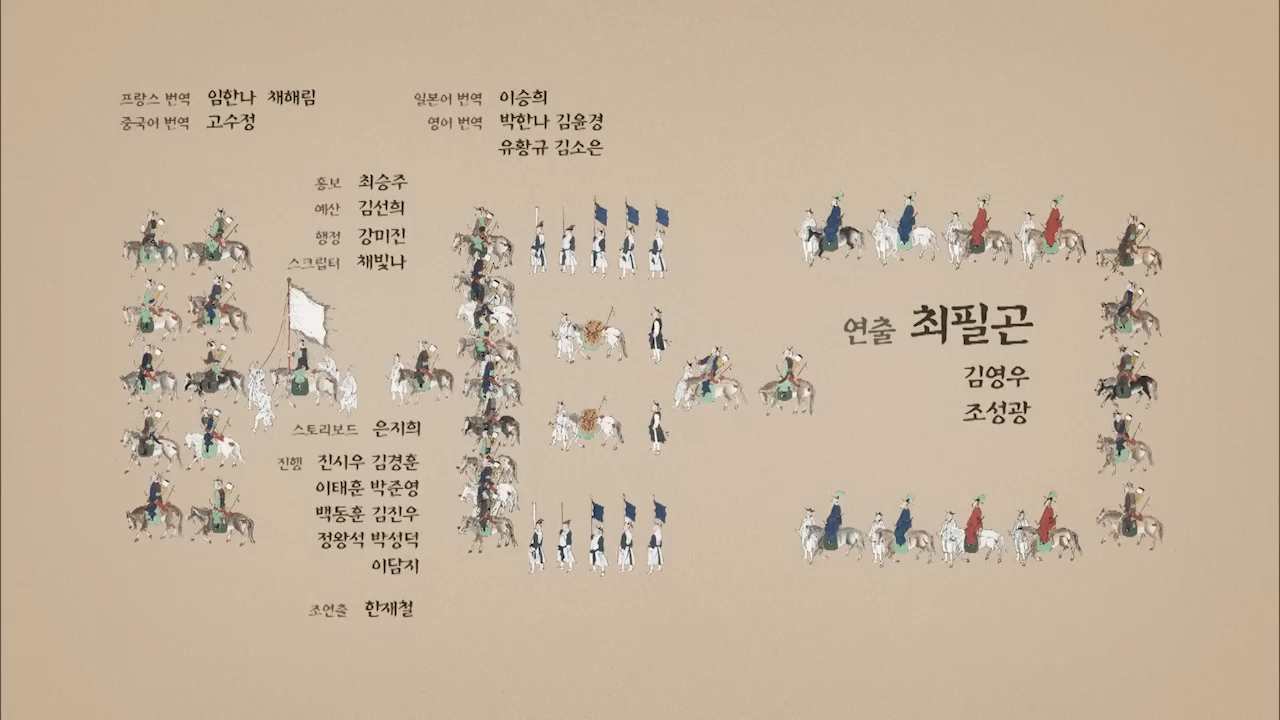 프랑스 번역 임한나 채해림
중국어 번역 고수정
일본어 번역 이승희
영어 번역 박한나 김윤경
유황규 김소은
홍보 최승주
예산 김선희
행정 강미진
스크립터 채빛나
스토리보드 은지희
진행 진시우 김경훈
이태훈 박준영
백동훈 김진우
정왕석 박성덕
이담지
조연출 한재철
연출 최필곤
김영우
조성광